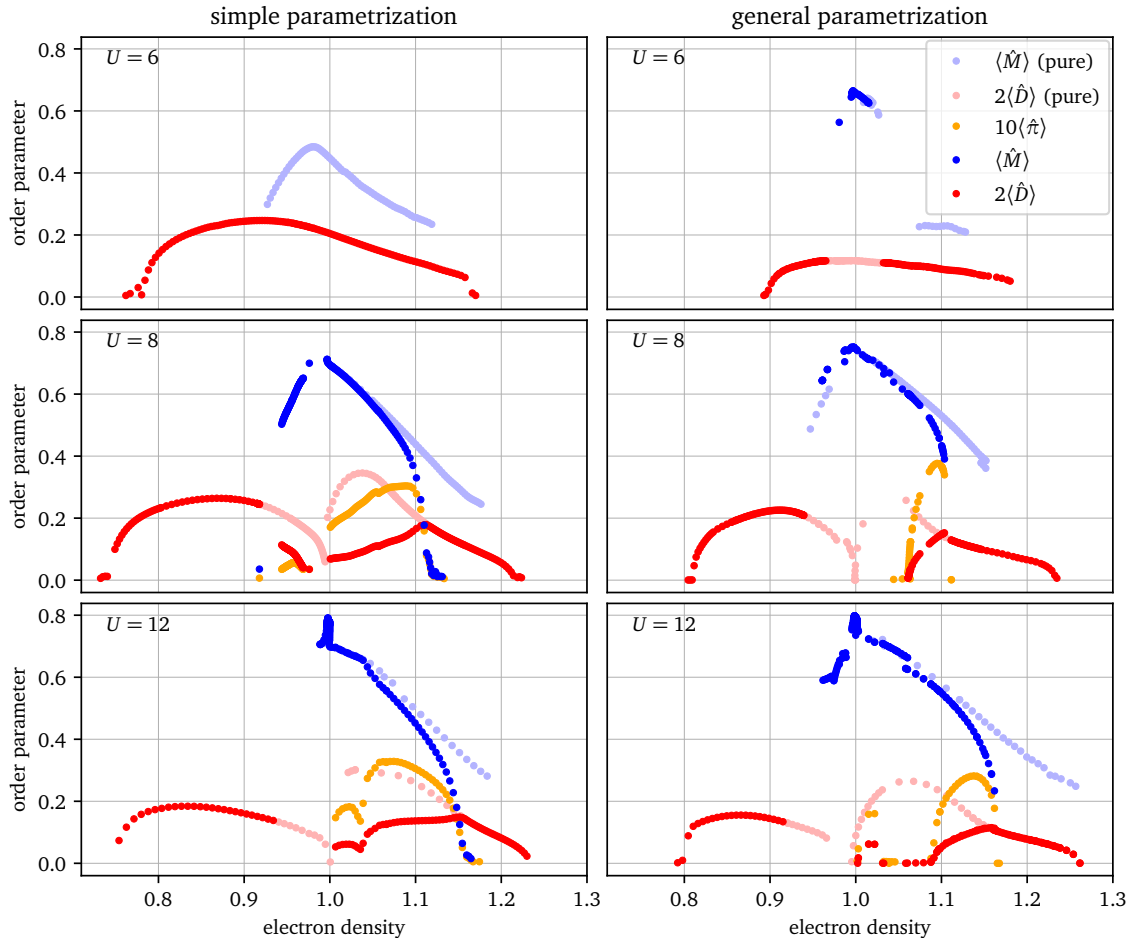 simple parametrization
general parametrization
0.8
0.6
0.4
0.2
0.0
order parameter
U = 6
U = 6
⟨M̂⟩ (pure)
2⟨D̂⟩ (pure)
10⟨π̂⟩
⟨M̂⟩
2⟨D̂⟩
0.8
0.6
0.4
0.2
0.0
order parameter
U = 8
U = 8
0.8
0.6
0.4
0.2
0.0
order parameter
U = 12
U = 12
0.8 0.9 1.0 1.1 1.2 1.3
0.8 0.9 1.0 1.1 1.2 1.3
electron density
electron density